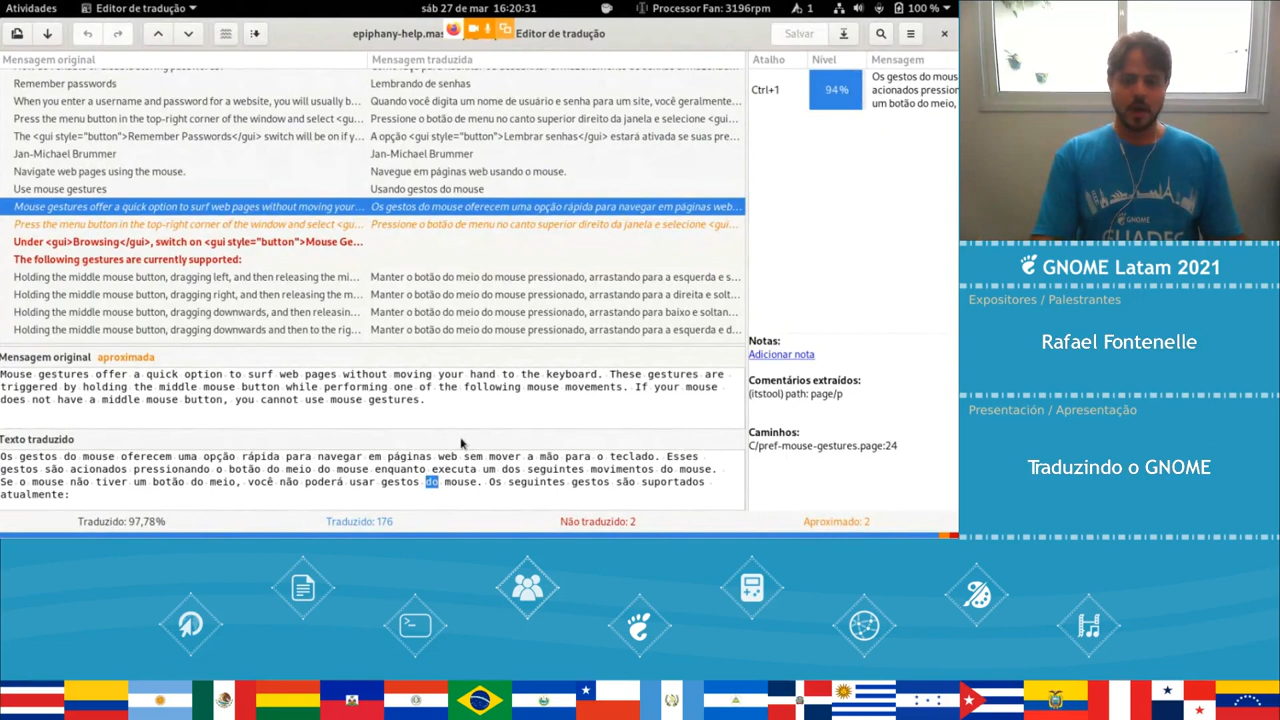 Atividades Editor de tradução sáb 27 de mar 16:20:31 Processor Fan: 3196rpm 1 100 %
epiphany-help.mas Editor de tradução Salvar
Mensagem original Mensagem traduzida
Remember passwords Lembrando de senhas
When you enter a username and password for a website, you will usually b... Quando você digita um nome de usuário e senha para um site, você geralmente...
Press the menu button in the top-right corner of the window and select <gu... Pressione o botão de menu no canto superior direito da janela e selecione <gui...
The <gui style="button">Remember Passwords</gui> switch will be on if y... A opção <gui style="button">Lembrar senhas</gui> estará ativada se suas pre...
Jan-Michael Brummer Jan-Michael Brummer
Navigate web pages using the mouse. Navegue em páginas web usando o mouse.
Use mouse gestures Usando gestos do mouse
Mouse gestures offer a quick option to surf web pages without moving your... Os gestos do mouse oferecem uma opção rápida para navegar em páginas web...
Press the menu button in the top-right corner of the window and select <gu... Pressione o botão de menu no canto superior direito da janela e selecione <gui...
Under <gui>Browsing</gui>, switch on <gui style="button">Mouse Ge...
The following gestures are currently supported:
Holding the middle mouse button, dragging left, and then releasing the mi... Manter o botão do meio do mouse pressionado, arrastando para a esquerda e s...
Holding the middle mouse button, dragging right, and then releasing the m... Manter o botão do meio do mouse pressionado, arrastando para a direita e solt...
Holding the middle mouse button, dragging downwards, and then releasin... Manter o botão do meio do mouse pressionado, arrastando para baixo e soltan...
Holding the middle mouse button, dragging downwards and then to the rig... Manter o botão do meio do mouse pressionado, arrastando para a esquerda e d...
Mensagem original aproximada
Mouse gestures offer a quick option to surf web pages without moving your hand to the keyboard. These gestures are
triggered by holding the middle mouse button while performing one of the following mouse movements. If your mouse
does not have a middle mouse button, you cannot use mouse gestures.
Texto traduzido
Os gestos do mouse oferecem uma opção rápida para navegar em páginas web sem mover a mão para o teclado. Esses
gestos são acionados pressionando o botão do meio do mouse enquanto executa um dos seguintes movimentos do mouse.
Se o mouse não tiver um botão do meio, você não poderá usar gestos do mouse. Os seguintes gestos são suportados
atualmente:
Traduzido: 97,78% Traduzido: 176 Não traduzido: 2 Aproximado: 2
Atalho Nível Mensagem
Ctrl+1 94% Os gestos do mous
acionados pression
um botão do meio,
Notas:
Adicionar nota
Comentários extraídos:
(itstool) path: page/p
Caminhos:
C/pref-mouse-gestures.page:24
GNOME
GUADEC
GNOME Latam 2021
Expositores / Palestrantes
Rafael Fontenelle
Presentación / Apresentação
Traduzindo o GNOME